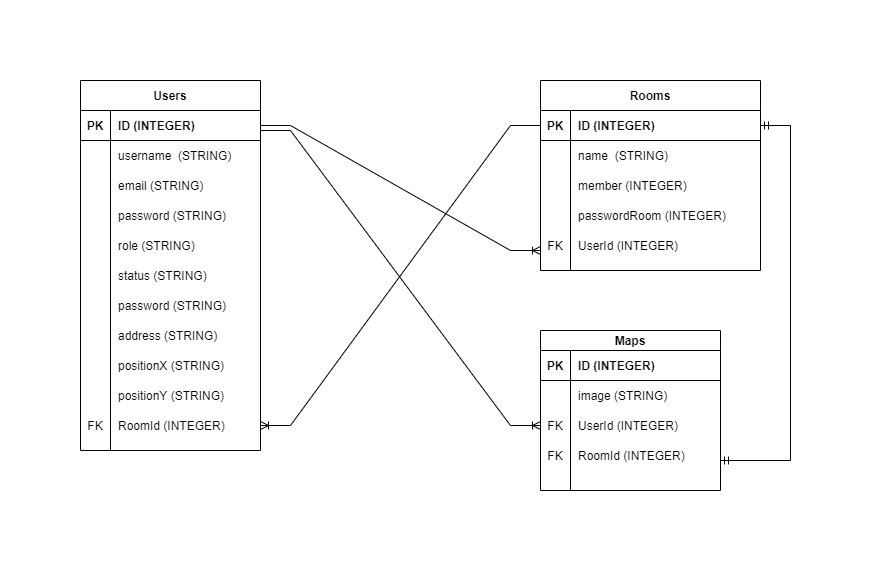 Users
PK ID (INTEGER)
username (STRING)
email (STRING)
password (STRING)
role (STRING)
status (STRING)
password (STRING)
address (STRING)
positionX (STRING)
positionY (STRING)
FK RoomId (INTEGER)
Rooms
PK ID (INTEGER)
name (STRING)
member (INTEGER)
passwordRoom (INTEGER)
FK UserId (INTEGER)
Maps
PK ID (INTEGER)
image (STRING)
FK UserId (INTEGER)
FK RoomId (INTEGER)